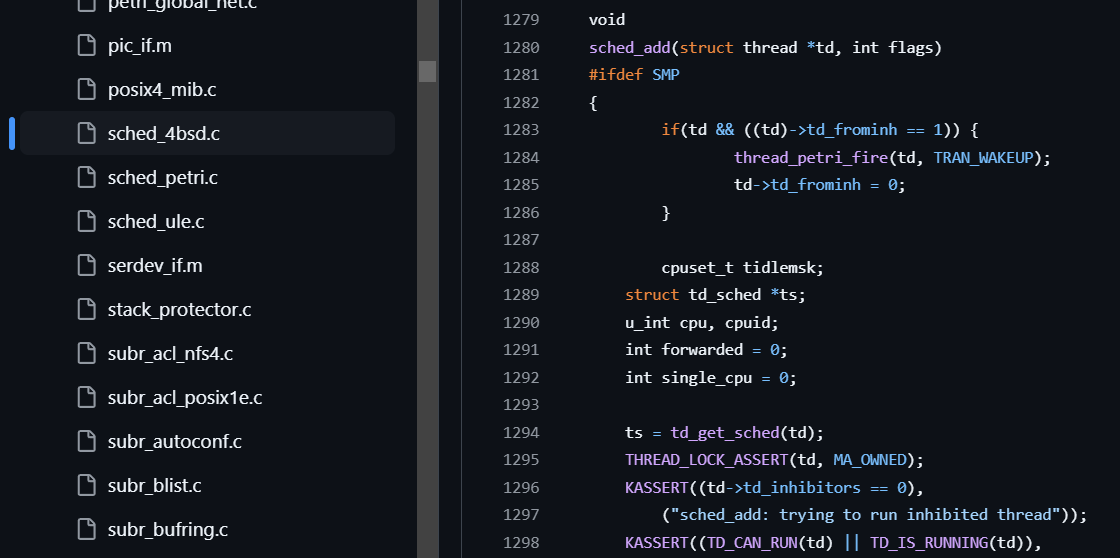 petri_global_net.c
pic_if.m
posix4_mib.c
sched_4bsd.c
sched_petri.c
sched_ule.c
serdev_if.m
stack_protector.c
subr_acl_nfs4.c
subr_acl_posix1e.c
subr_autoconf.c
subr_blist.c
subr_bufring.c
1279 void
1280 sched_add(struct thread *td, int flags)
1281 #ifdef SMP
1282 {
1283 if(td && ((td)->td_frominh == 1)) {
1284 thread_petri_fire(td, TRAN_WAKEUP);
1285 td->td_frominh = 0;
1286 }
1287
1288 cpuset_t tidlemsk;
1289 struct td_sched *ts;
1290 u_int cpu, cpuid;
1291 int forwarded = 0;
1292 int single_cpu = 0;
1293
1294 ts = td_get_sched(td);
1295 THREAD_LOCK_ASSERT(td, MA_OWNED);
1296 KASSERT((td->td_inhibitors == 0),
1297 ("sched_add: trying to run inhibited thread"));
1298 KASSERT((TD_CAN_RUN(td) || TD_IS_RUNNING(td)),